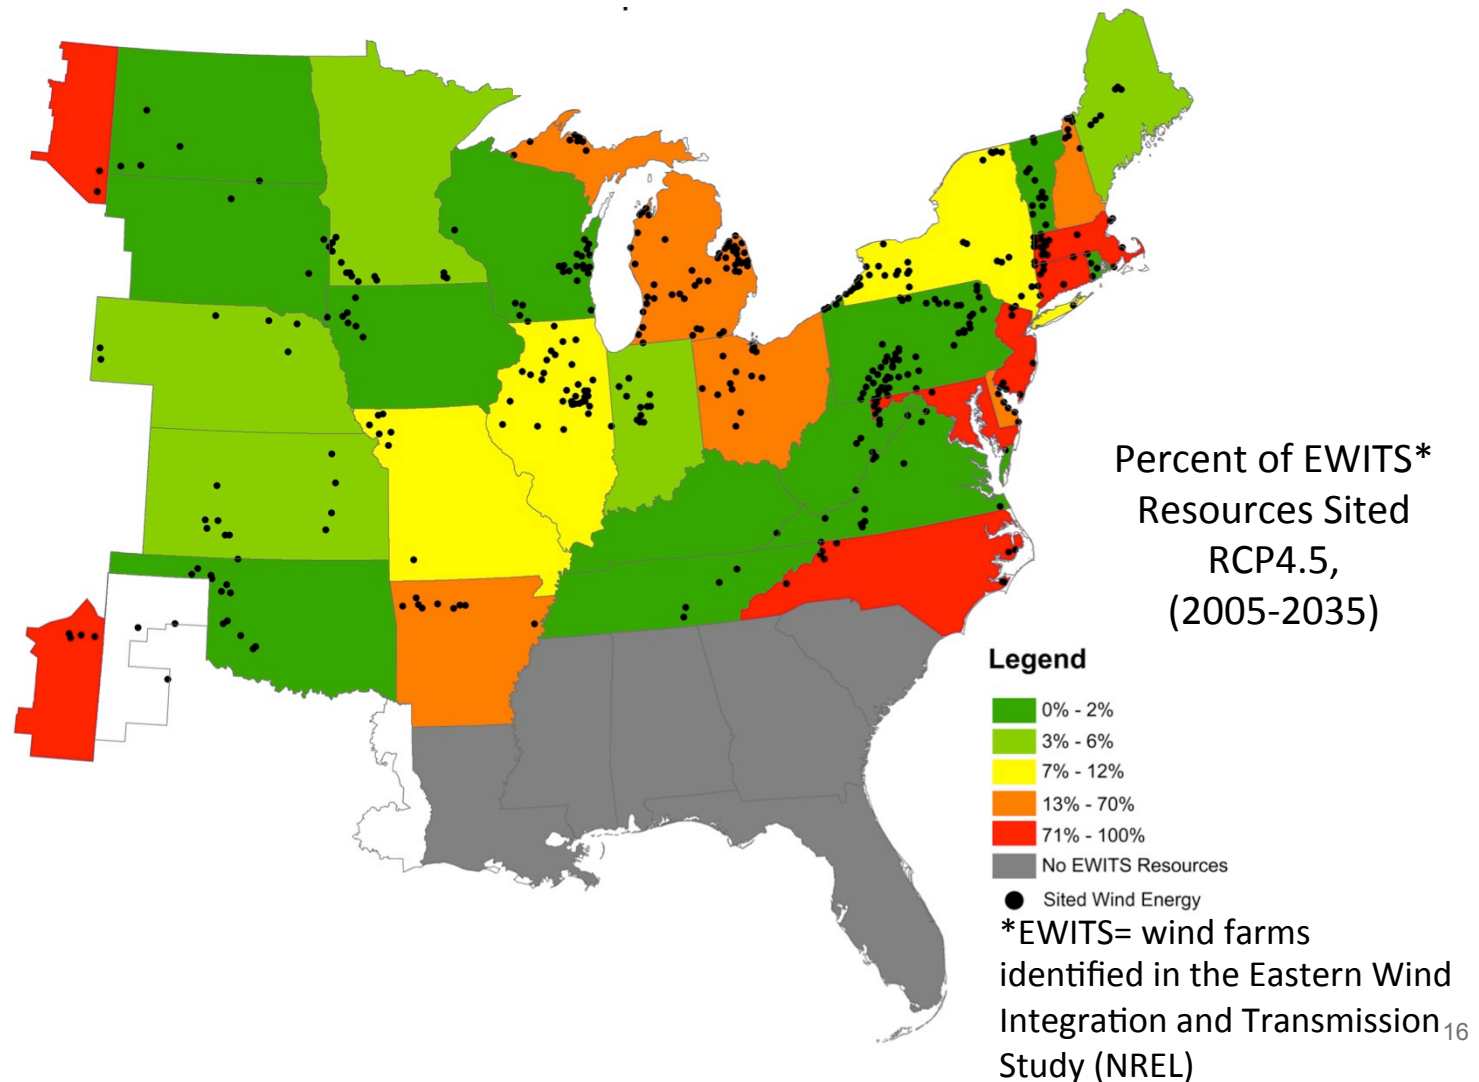 Percent of EWITS*
Resources Sited
RCP4.5,
(2005-2035)
Legend
0% - 2%
3% - 6%
7% - 12%
13% - 70%
71% - 100%
No EWITS Resources
Sited Wind Energy
*EWITS= wind farms
identified in the Eastern Wind
Integration and Transmission
Study (NREL)
16